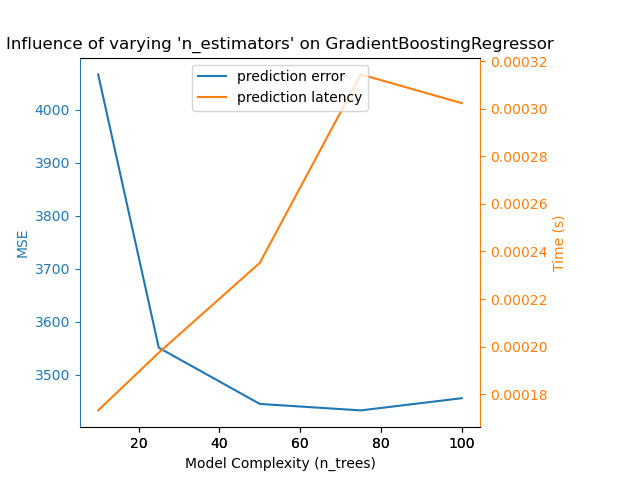 Influence of varying 'n_estimators' on GradientBoostingRegressor
prediction error
prediction latency
4000
3900
3800
3700
3600
3500
MSE
0.00032
0.00030
0.00028
0.00026
0.00024
0.00022
0.00020
0.00018
Time (s)
20 40 60 80 100
Model Complexity (n_trees)